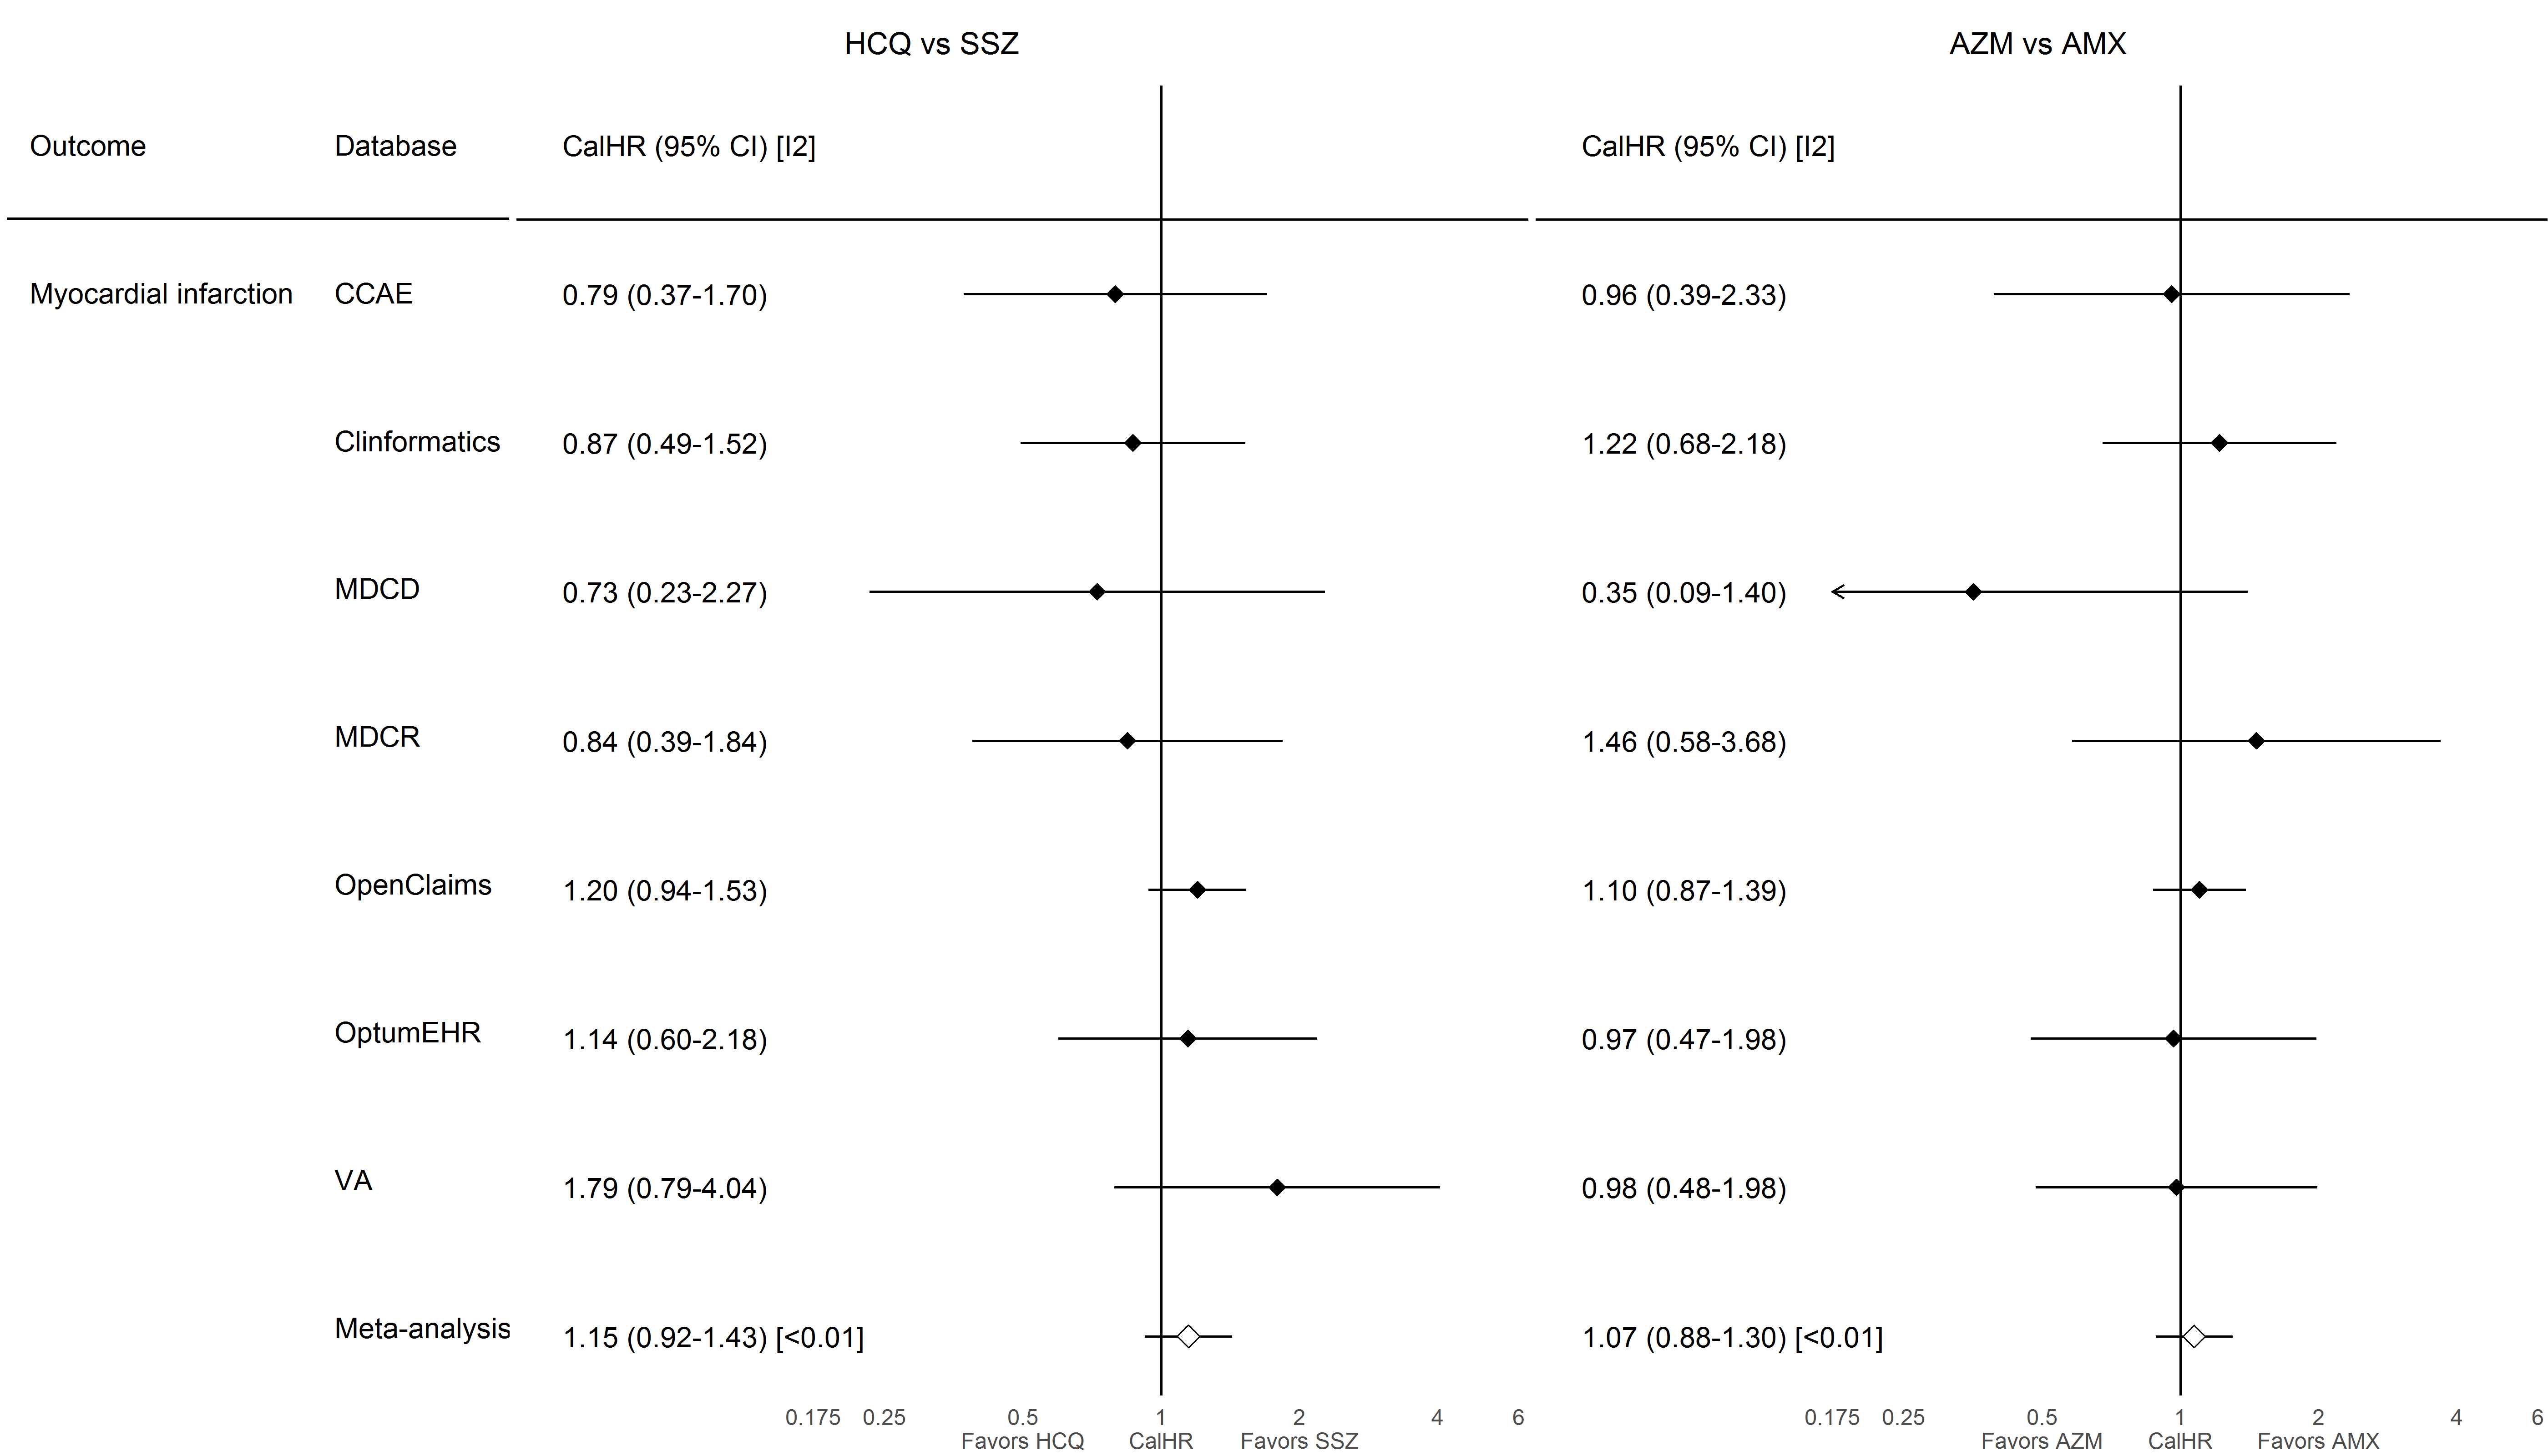 HCQ vs SSZ AZM vs AMX
Outcome Database CalHR (95% CI) [I2] CalHR (95% CI) [I2]
Myocardial infarction CCAE 0.79 (0.37-1.70) 0.96 (0.39-2.33)
Clinformatics 0.87 (0.49-1.52) 1.22 (0.68-2.18)
MDCD 0.73 (0.23-2.27) 0.35 (0.09-1.40)
MDCR 0.84 (0.39-1.84) 1.46 (0.58-3.68)
OpenClaims 1.20 (0.94-1.53) 1.10 (0.87-1.39)
OptumEHR 1.14 (0.60-2.18) 0.97 (0.47-1.98)
VA 1.79 (0.79-4.04) 0.98 (0.48-1.98)
Meta-analysis 1.15 (0.92-1.43) [<0.01] 1.07 (0.88-1.30) [<0.01]
0.175 0.25 0.5 1 2 4 6 0.175 0.25 0.5 1 2 4 6
Favors HCQ CalHR Favors SSZ Favors AZM CalHR Favors AMX